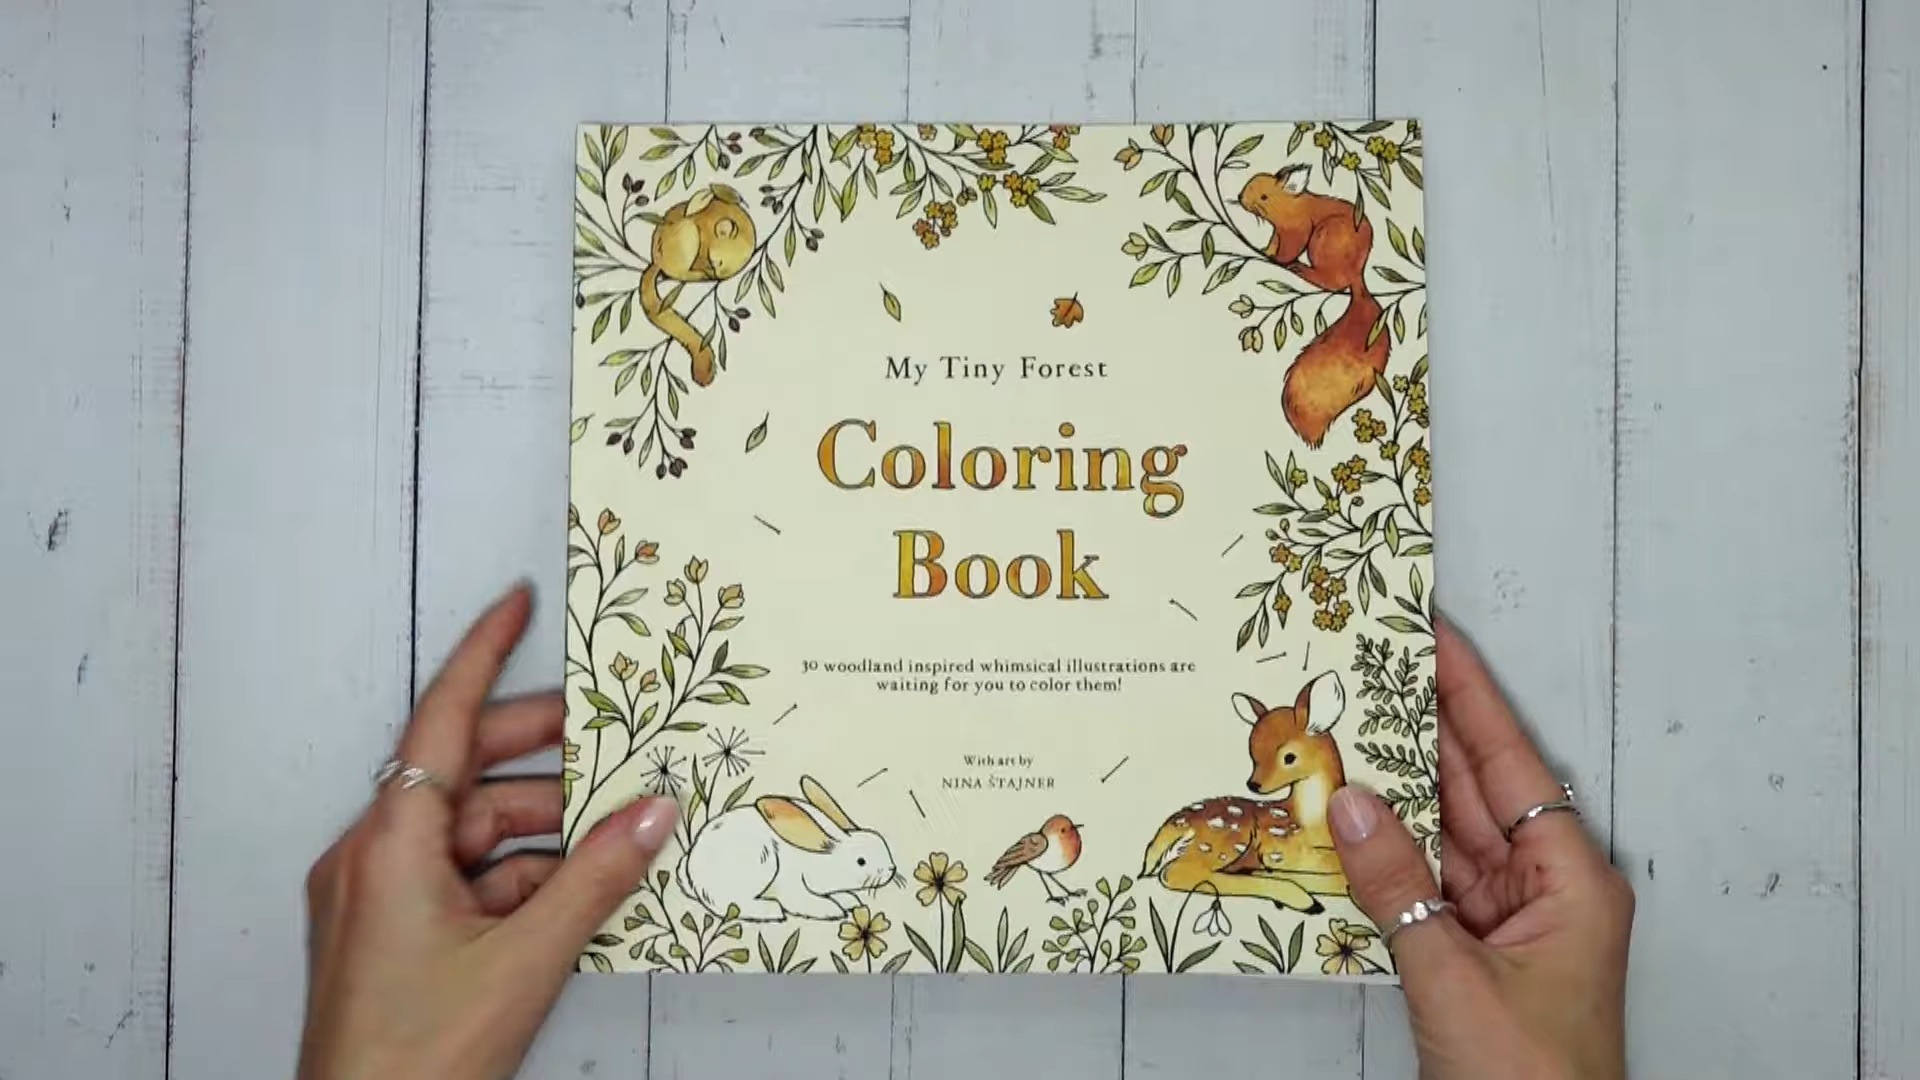 My Tiny Forest
Coloring
Book
30 woodland inspired whimsical illustrations are
waiting for you to color them!
With art by
NINA ŠTAJNER